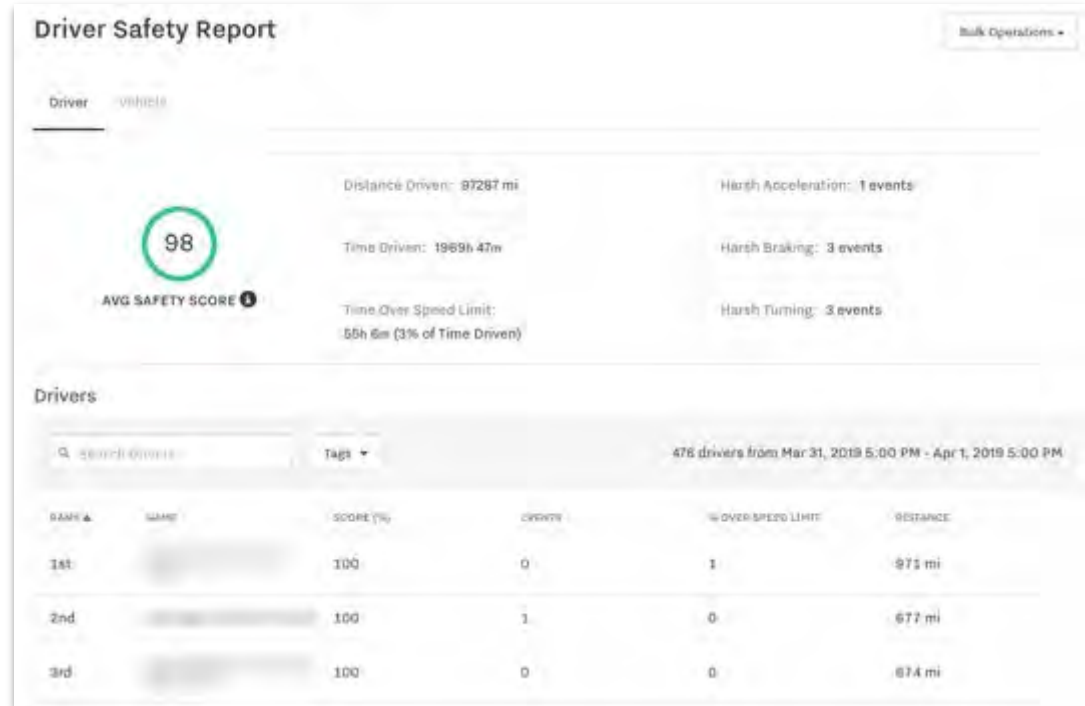 Driver Safety Report
Bulk Operations
Driver Vehicle
Distance Driven: 97287 mi Harsh Acceleration: 1 events
98
Time Driven: 1969h 47m Harsh Braking: 3 events
AVG SAFETY SCORE
Time Over Speed Limit: Harsh Turning: 3 events
55h 6m (3% of Time Driven)
Drivers
Search Drivers Tags 476 drivers from Mar 31, 2019 5:00 PM - Apr 1, 2019 5:00 PM
RANK NAME SCORE (%) EVENTS % OVER SPEED LIMIT DISTANCE
1st 100 0 1 971 mi
2nd 100 1 0 677 mi
3rd 100 0 0 674 mi